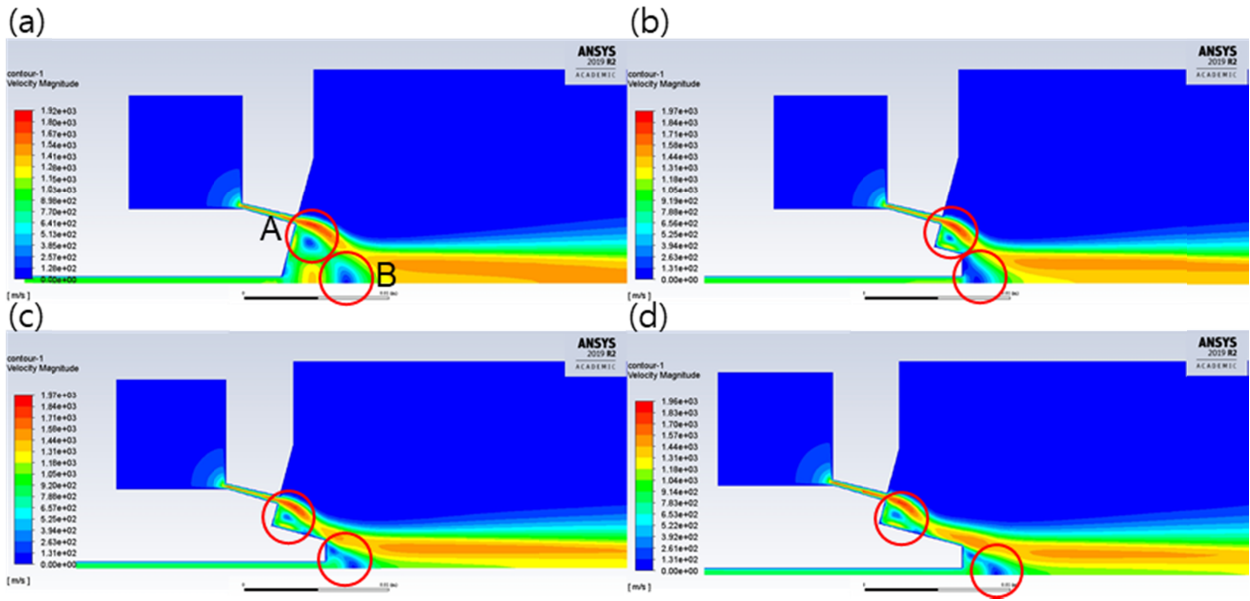 (a)
ANSYS
2019 R2
ACADEMIC
contour-1
Velocity Magnitude
1.92e+03
1.80e+03
1.67e+03
1.54e+03
1.41e+03
1.28e+03
1.15e+03
1.03e+03
8.98e+02
7.70e+02
6.41e+02
5.13e+02
3.85e+02
2.57e+02
1.28e+02
0.00e+00
[ m/s ]
A
B
0
(b)
ANSYS
2019 R2
ACADEMIC
contour-1
Velocity Magnitude
1.97e+03
1.84e+03
1.71e+03
1.58e+03
1.44e+03
1.31e+03
1.18e+03
1.05e+03
9.19e+02
7.88e+02
6.56e+02
5.25e+02
3.94e+02
2.63e+02
1.31e+02
0.00e+00
[ m/s ]
0
(c)
ANSYS
2019 R2
ACADEMIC
contour-1
Velocity Magnitude
1.97e+03
1.84e+03
1.71e+03
1.58e+03
1.44e+03
1.31e+03
1.18e+03
1.05e+03
9.20e+02
7.88e+02
6.57e+02
5.25e+02
3.94e+02
2.63e+02
1.31e+02
0.00e+00
[ m/s ]
0
(d)
ANSYS
2019 R2
ACADEMIC
contour-1
Velocity Magnitude
1.96e+03
1.83e+03
1.70e+03
1.57e+03
1.44e+03
1.31e+03
1.18e+03
1.04e+03
9.14e+02
7.83e+02
6.53e+02
5.22e+02
3.92e+02
2.61e+02
1.31e+02
0.00e+00
[ m/s ]
0